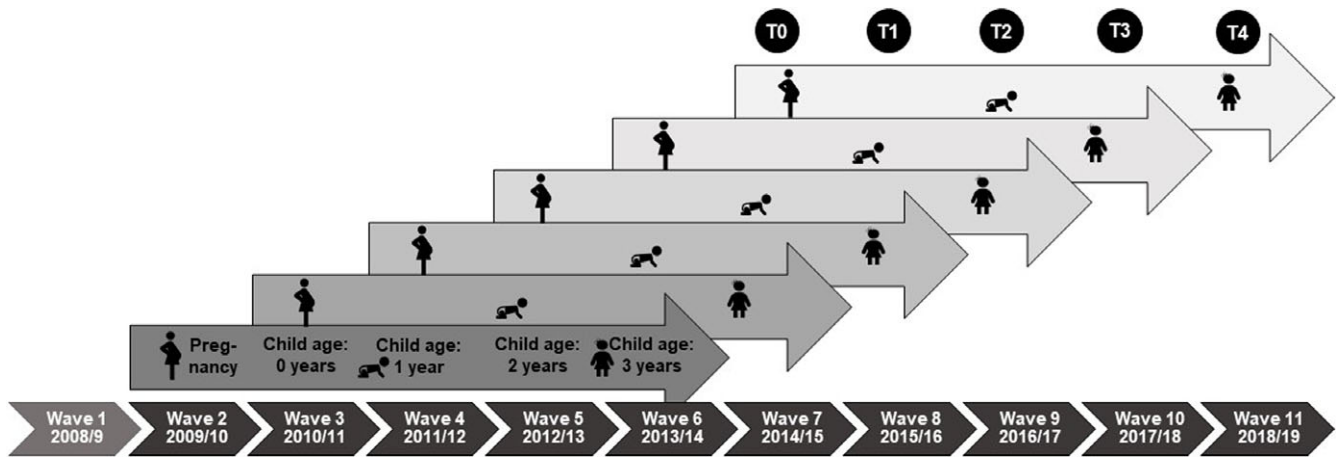 T0 T1 T2 T3 T4
Preg-
nancy
Child age:
0 years
Child age:
1 year
Child age:
2 years
Child age:
3 years
Wave 1
2008/9
Wave 2
2009/10
Wave 3
2010/11
Wave 4
2011/12
Wave 5
2012/13
Wave 6
2013/14
Wave 7
2014/15
Wave 8
2015/16
Wave 9
2016/17
Wave 10
2017/18
Wave 11
2018/19